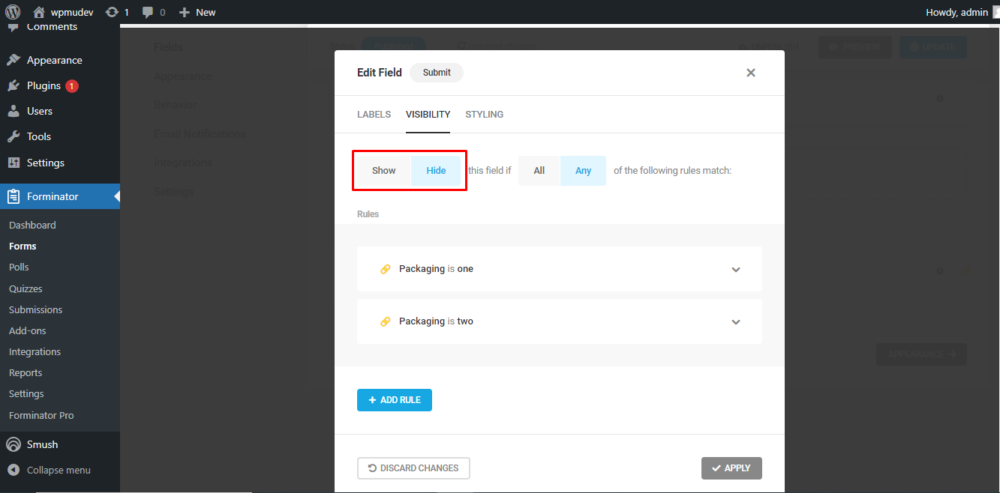 wpmudev 1 0 New Howdy, admin
Comments
Appearance
Plugins 1
Users
Tools
Settings
Forminator
Dashboard
Forms
Polls
Quizzes
Submissions
Add-ons
Integrations
Reports
Settings
Forminator Pro
Smush
Collapse menu
Fields
Appearance
Behavior
Email Notifications
Integrations
Settings
PREVIEW
UPDATE
APPEARANCE
Edit Field Submit
LABELS VISIBILITY STYLING
Show Hide this field if All Any of the following rules match:
Rules
Packaging is one
Packaging is two
ADD RULE
DISCARD CHANGES APPLY